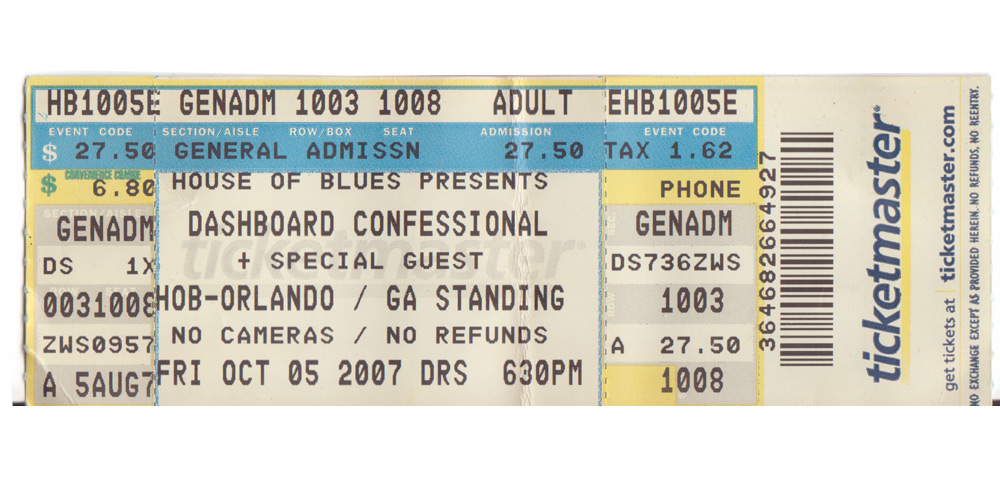 HB1005E GENADM 1003 1008 ADULT EHB1005E
EVENT CODE SECTION/AISLE ROW/BOX SEAT ADMISSION EVENT CODE
$ 27.50 GENERAL ADMISSN 27.50 TAX 1.62
CONVENIENCE CHARGE
$ 6.80 HOUSE OF BLUES PRESENTS PHONE
SECTION/AISLE
GENADM DASHBOARD CONFESSIONAL GENADM
ticketmaster
DS 1X + SPECIAL GUEST DS736ZWS
0031008 HOB-ORLANDO / GA STANDING 1003
ZWS0957 NO CAMERAS / NO REFUNDS A 27.50
A 5AUG7 FRI OCT 05 2007 DRS 630PM 1008
364682664927
ticketmaster®
get tickets at ticketmaster.com
NO EXCHANGE EXCEPT AS PROVIDED HEREIN. NO REFUNDS, NO REENTRY.